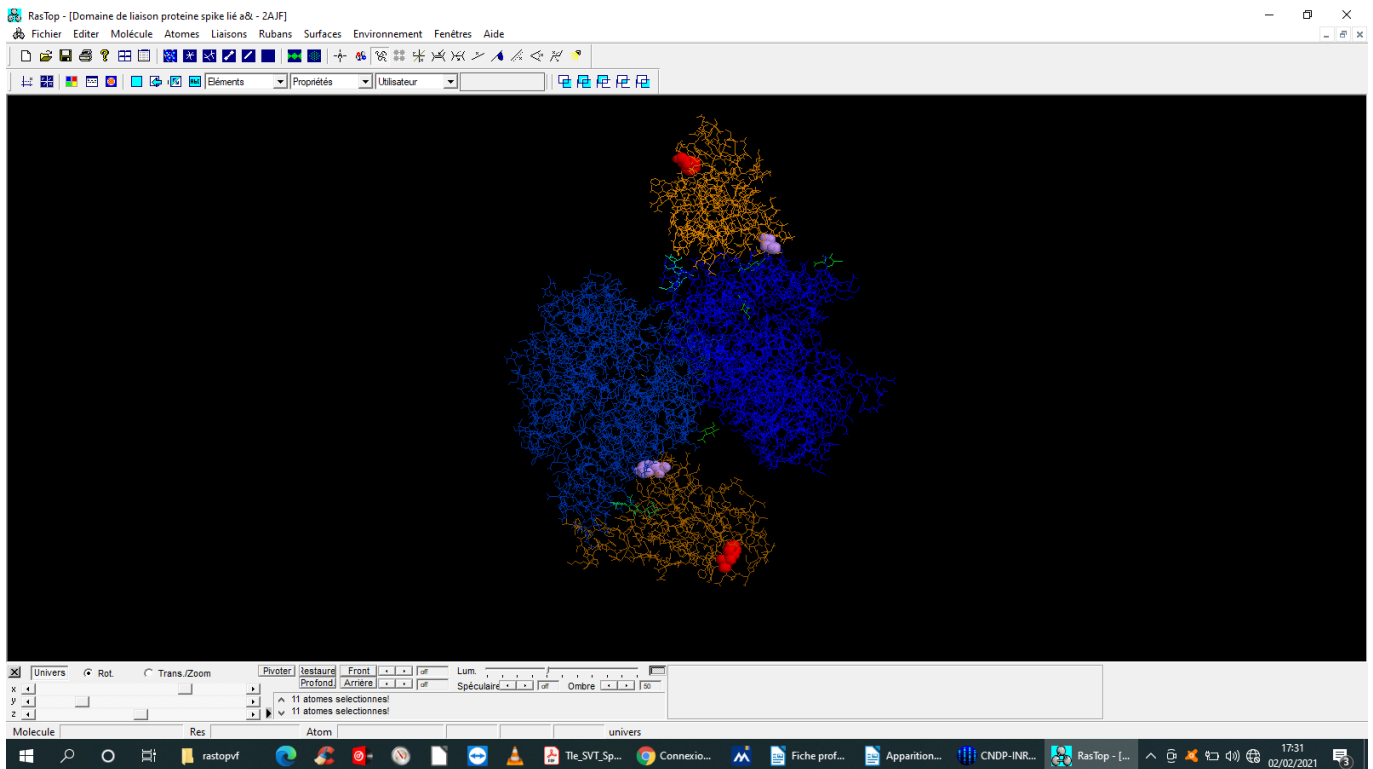 RasTop - [Domaine de liaison proteine spike lié a& - 2AJF]
Fichier Editer Molécule Atomes Liaisons Rubans Surfaces Environnement Fenêtres Aide
Eléments Propriétés Utilisateur
Univers Rot. Trans./Zoom Pivoter Restaure Front off Lum.
Profond. Arrière off Spéculaire off Ombre 50
x
y
z
11 atomes selectionnes!
11 atomes selectionnes!
Molecule Res Atom univers
rastopvf Tle_SVT_Sp... Connexio... Fiche prof... Apparition... CNDP-INR... RasTop - [... 17:31
02/02/2021
3